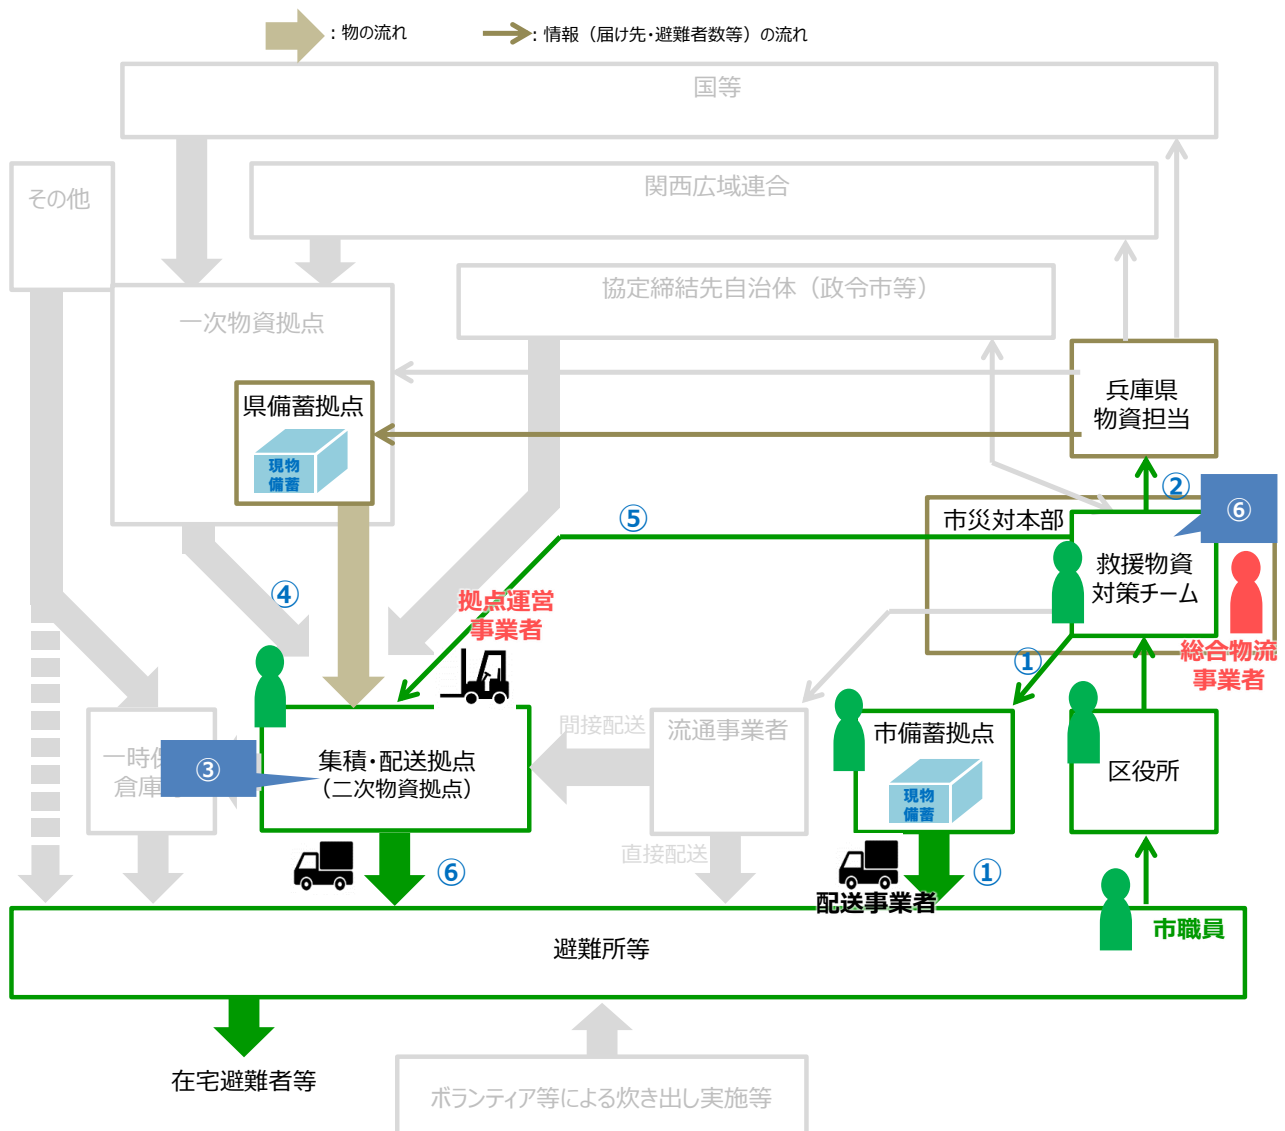 ：物の流れ
：情報（届け先・避難者数等）の流れ
国等
その他
関西広域連合
協定締結先自治体（政令市等）
一次物資拠点
県備蓄拠点
現物
備蓄
兵庫県
物資担当
②
⑥
⑤
市災対本部
救援物資
対策チーム
④
拠点運営
事業者
総合物流
事業者
①
間接配送
流通事業者
市備蓄拠点
現物
備蓄
区役所
一時保
倉庫
③
集積・配送拠点
（二次物資拠点）
直接配送
⑥
①
配送事業者
市職員
避難所等
在宅避難者等
ボランティア等による炊き出し実施等